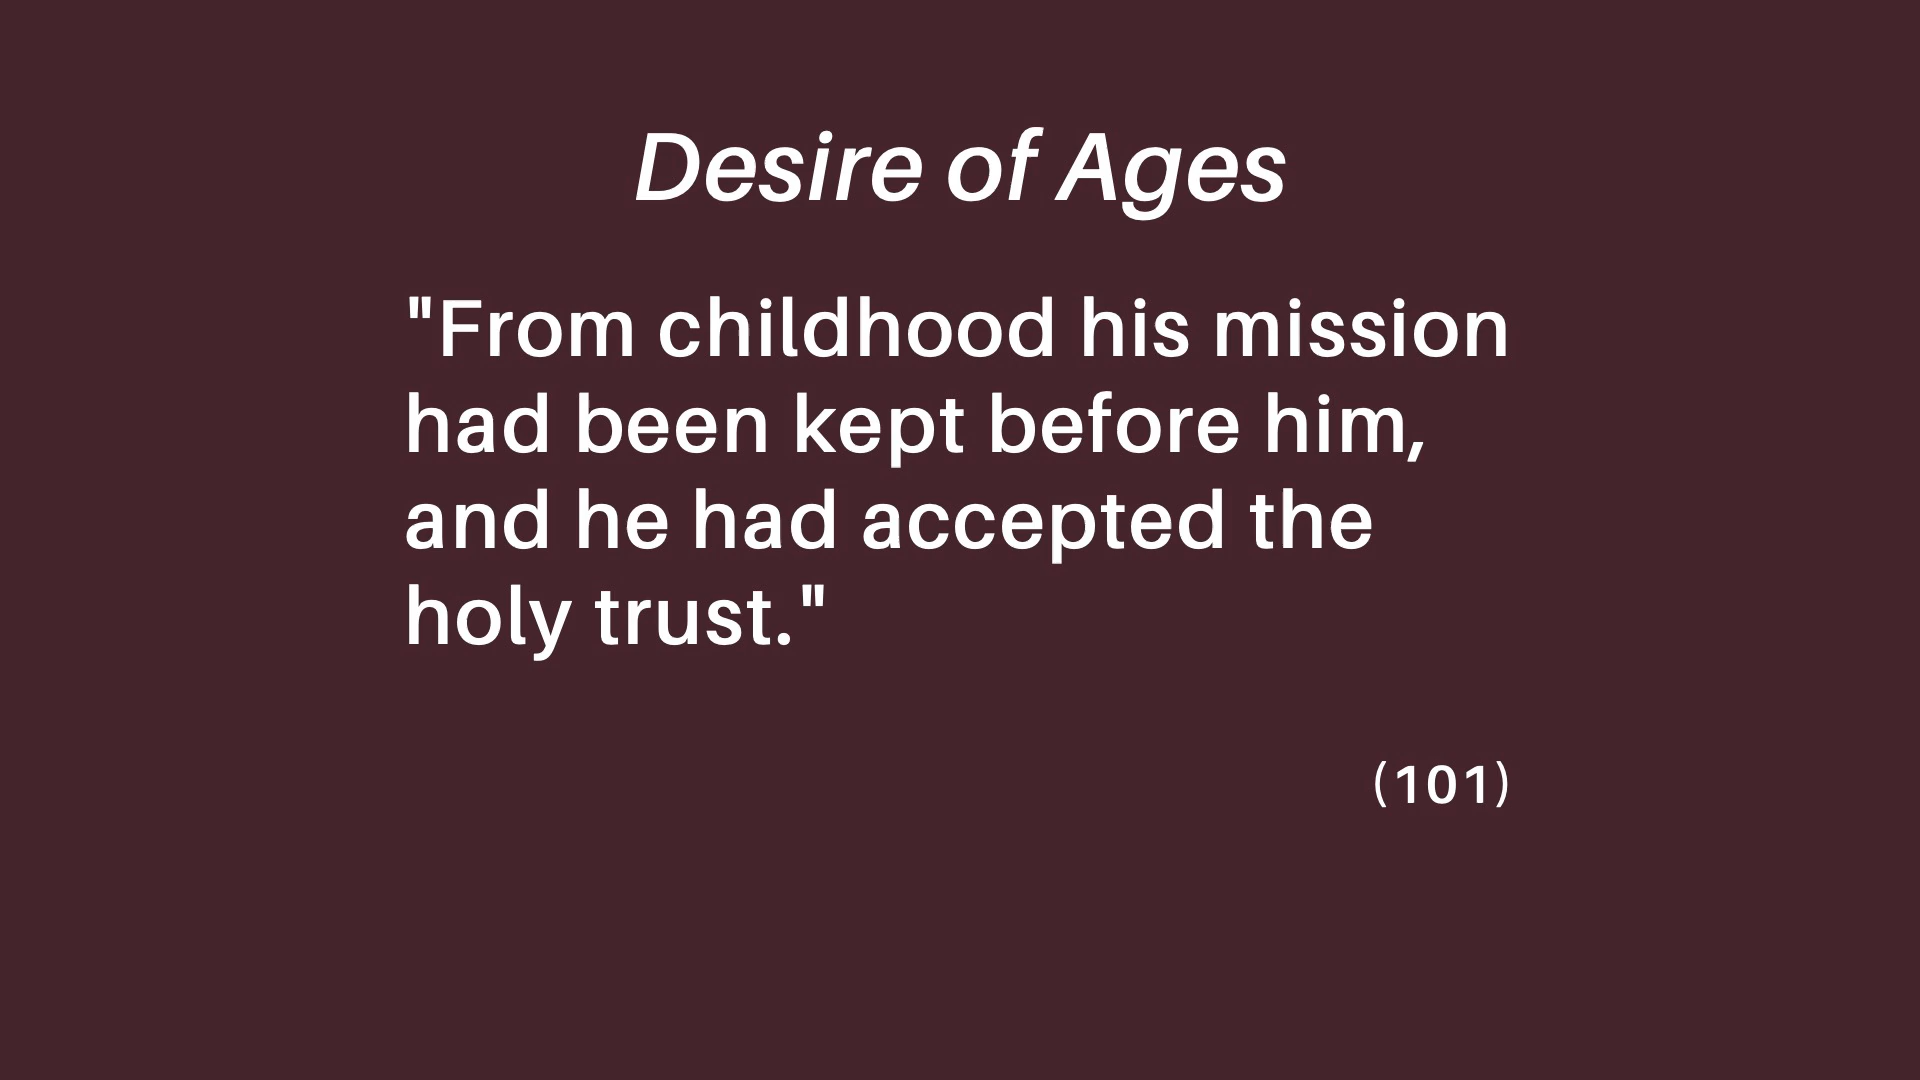 Desire of Ages
"From childhood his mission
had been kept before him,
and he had accepted the
holy trust."
(101)